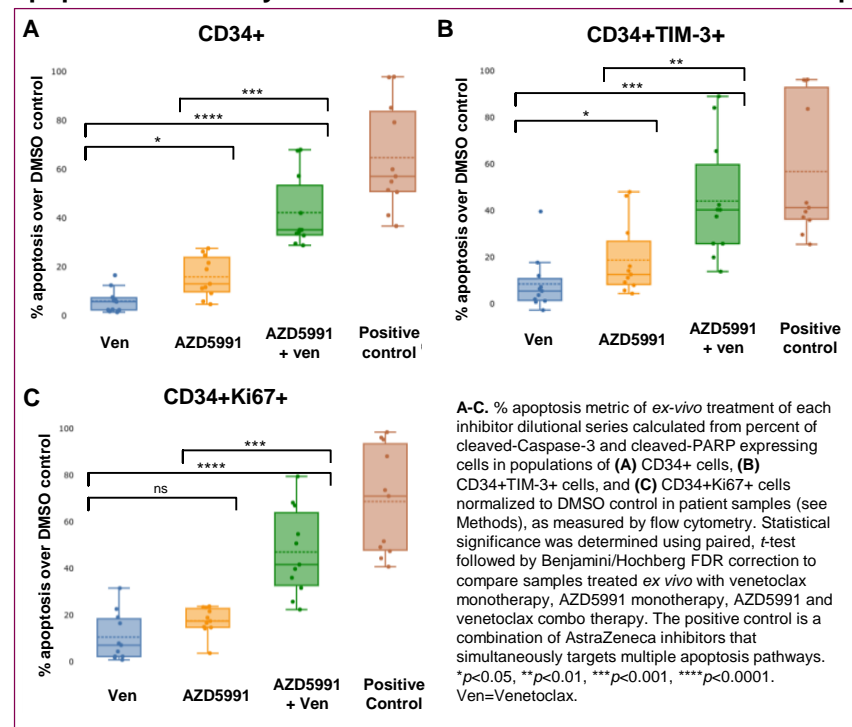 A
CD34+
% apoptosis over DMSO control
100
80
60
40
20
0
***
****
*
Ven
AZD5991
AZD5991
+ ven
Positive
control
B
CD34+TIM-3+
% apoptosis over DMSO control
100
80
60
40
20
0
**
***
*
Ven
AZD5991
AZD5991
+ ven
Positive
control
C
CD34+Ki67+
% apoptosis over DMSO control
100
80
60
40
20
0
***
****
ns
Ven
AZD5991
AZD5991
+ Ven
Positive
Control
A-C. % apoptosis metric of ex-vivo treatment of each
inhibitor dilutional series calculated from percent of
cleaved-Caspase-3 and cleaved-PARP expressing
cells in populations of (A) CD34+ cells, (B)
CD34+TIM-3+ cells, and (C) CD34+Ki67+ cells
normalized to DMSO control in patient samples (see
Methods), as measured by flow cytometry. Statistical
significance was determined using paired, t-test
followed by Benjamini/Hochberg FDR correction to
compare samples treated ex vivo with venetoclax
monotherapy, AZD5991 monotherapy, AZD5991 and
venetoclax combo therapy. The positive control is a
combination of AstraZeneca inhibitors that
simultaneously targets multiple apoptosis pathways.
*p<0.05, **p<0.01, ***p<0.001, ****p<0.0001.
Ven=Venetoclax.